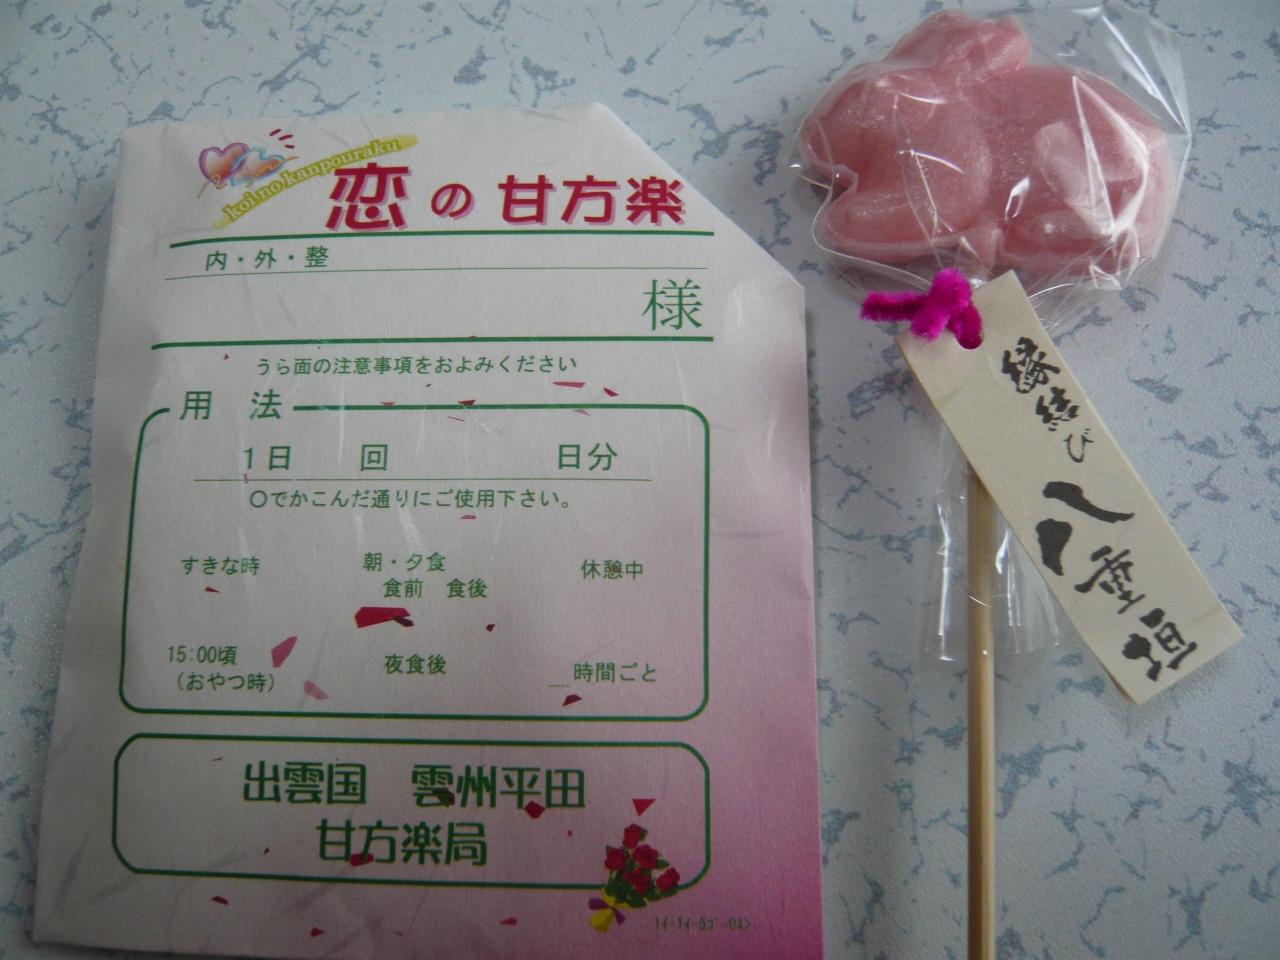 koi no kanpouraku
恋の甘方楽
内・外・整
様
うら面の注意事項をおよみください
用 法
1日 回 日分
〇でかこんだ通りにご使用下さい。
すきな時 朝・夕食 休憩中
食前 食後
15:00頃 夜食後 __時間ごと
(おやつ時)
出雲国 雲州平田
甘方楽局
縁結び
八重垣